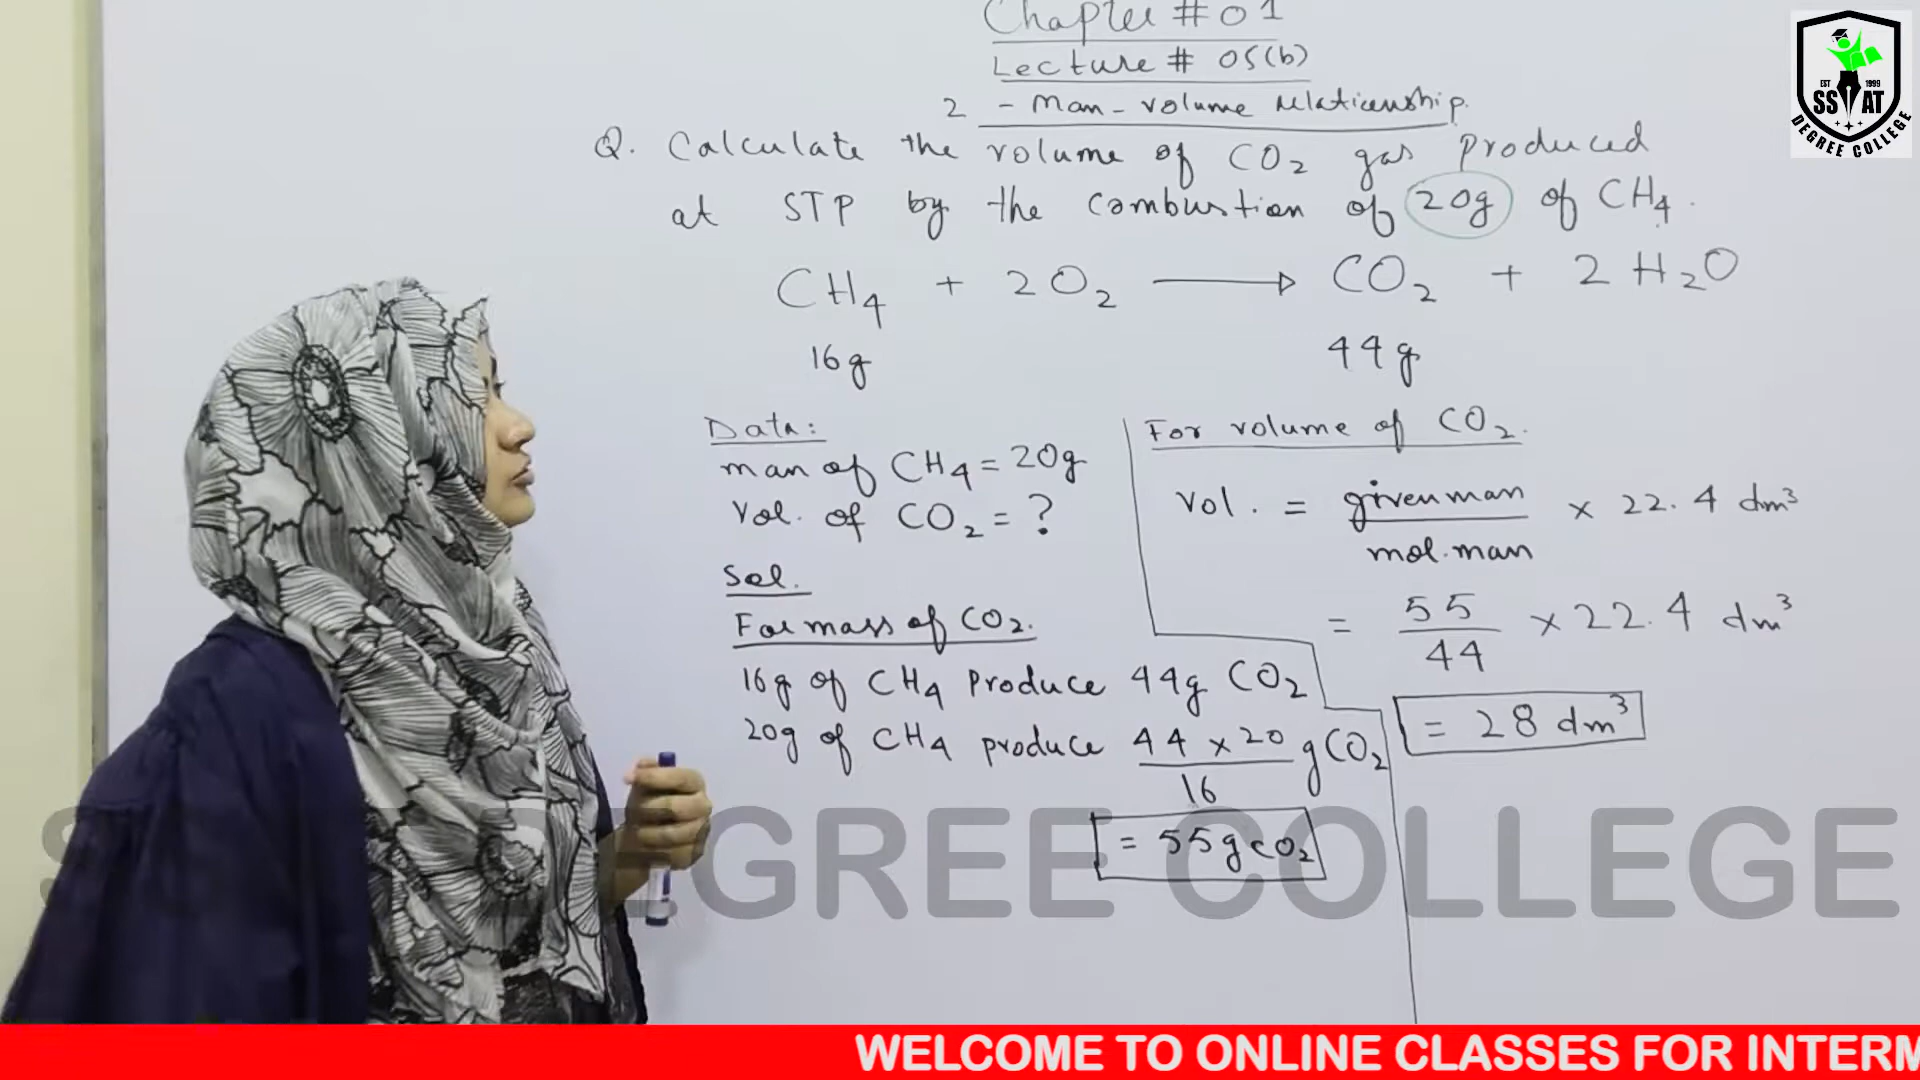 Chapter # 01
Lecture # 05(b)
2 - Mass - volume relationship.
Q. Calculate the volume of CO₂ gas produced
at STP by the combustion of 20g of CH₄.
CH₄ + 2O₂ → CO₂ + 2H₂O
16g 44g
Data:
mass of CH₄ = 20g
Vol. of CO₂ = ?
Sol.
For mass of CO₂.
16g of CH₄ produce 44g CO₂
20g of CH₄ produce 44 x 20 / 16 g CO₂
= 55g CO₂
For volume of CO₂.
Vol. = given mass / mol. mass x 22.4 dm³
= 55 / 44 x 22.4 dm³
= 28 dm³
EST 1999
SSAT
DEGREE COLLEGE
DEGREE COLLEGE
WELCOME TO ONLINE CLASSES FOR INTERM